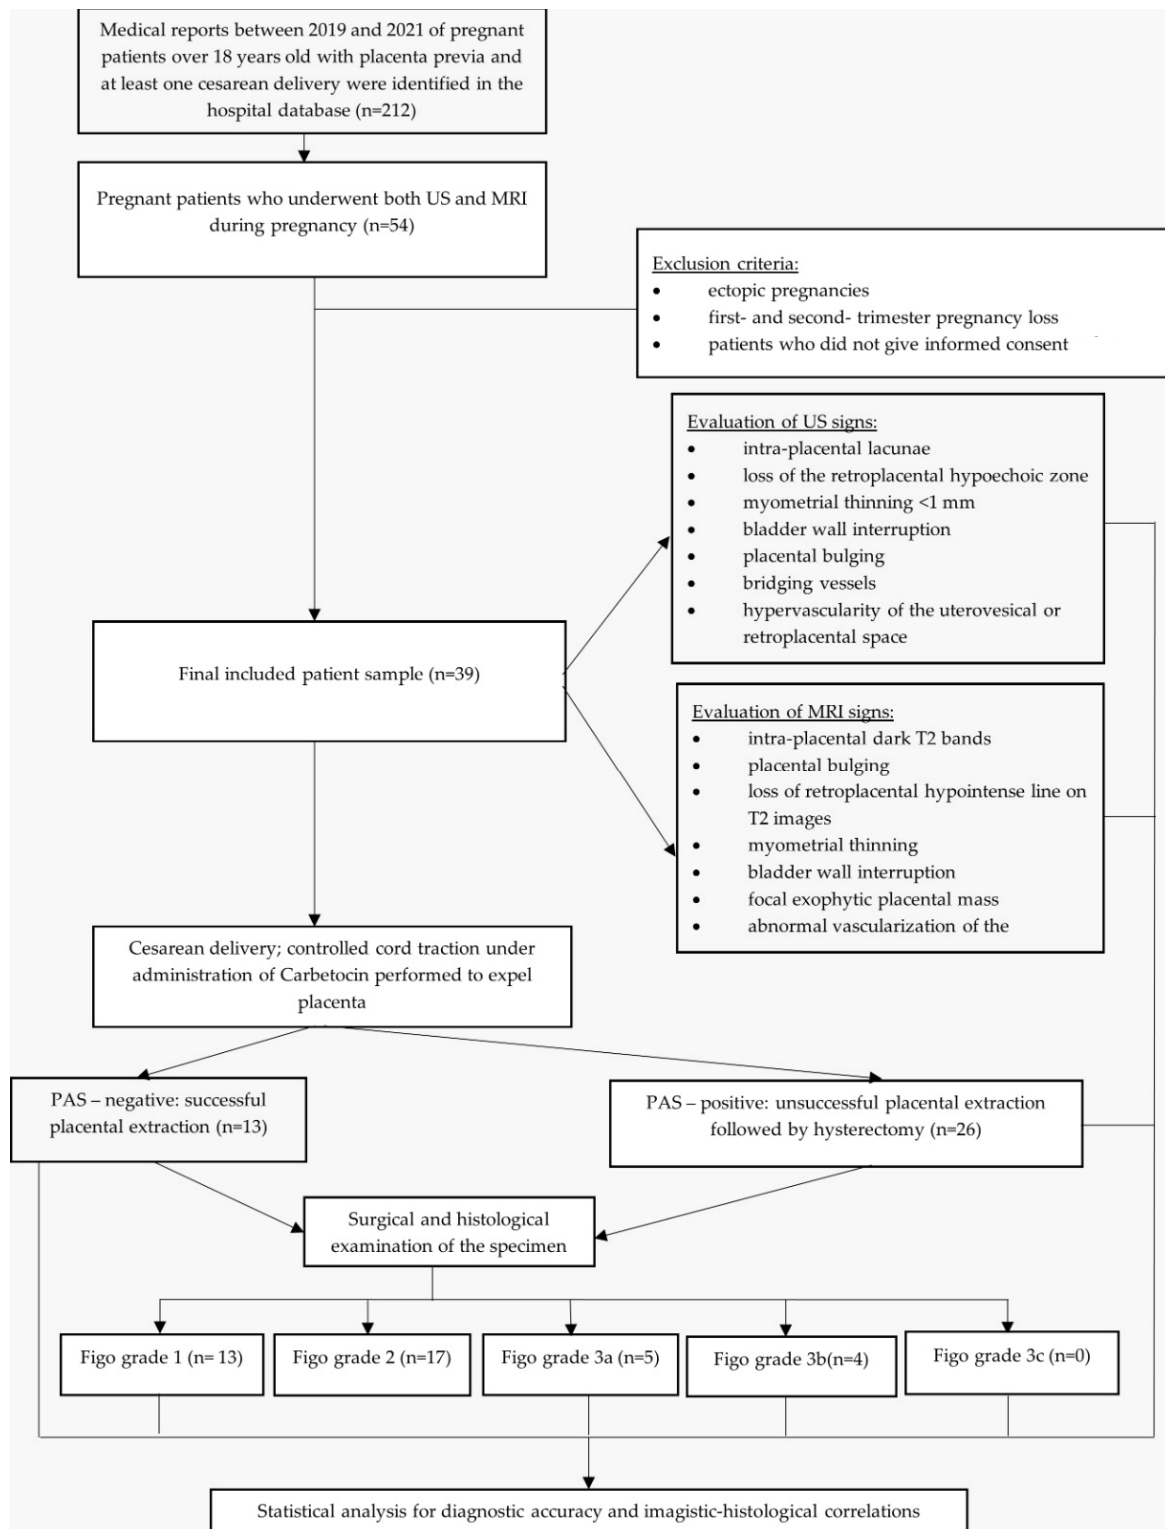 Medical reports between 2019 and 2021 of pregnant
patients over 18 years old with placenta previa and
at least one cesarean delivery were identified in the
hospital database (n=212)
Pregnant patients who underwent both US and MRI
during pregnancy (n=54)
Exclusion criteria:
• ectopic pregnancies
• first- and second- trimester pregnancy loss
• patients who did not give informed consent
Evaluation of US signs:
• intra-placental lacunae
• loss of the retroplacental hypoechoic zone
• myometrial thinning <1 mm
• bladder wall interruption
• placental bulging
• bridging vessels
• hypervascularity of the uterovesical or
retroplacental space
Final included patient sample (n=39)
Evaluation of MRI signs:
• intra-placental dark T2 bands
• placental bulging
• loss of retroplacental hypointense line on
T2 images
• myometrial thinning
• bladder wall interruption
• focal exophytic placental mass
• abnormal vascularization of the
Cesarean delivery; controlled cord traction under
administration of Carbetocin performed to expel
placenta
PAS – negative: successful
placental extraction (n=13)
PAS – positive: unsuccessful placental extraction
followed by hysterectomy (n=26)
Surgical and histological
examination of the specimen
Figo grade 1 (n= 13)
Figo grade 2 (n=17)
Figo grade 3a (n=5)
Figo grade 3b(n=4)
Figo grade 3c (n=0)
Statistical analysis for diagnostic accuracy and imagistic-histological correlations